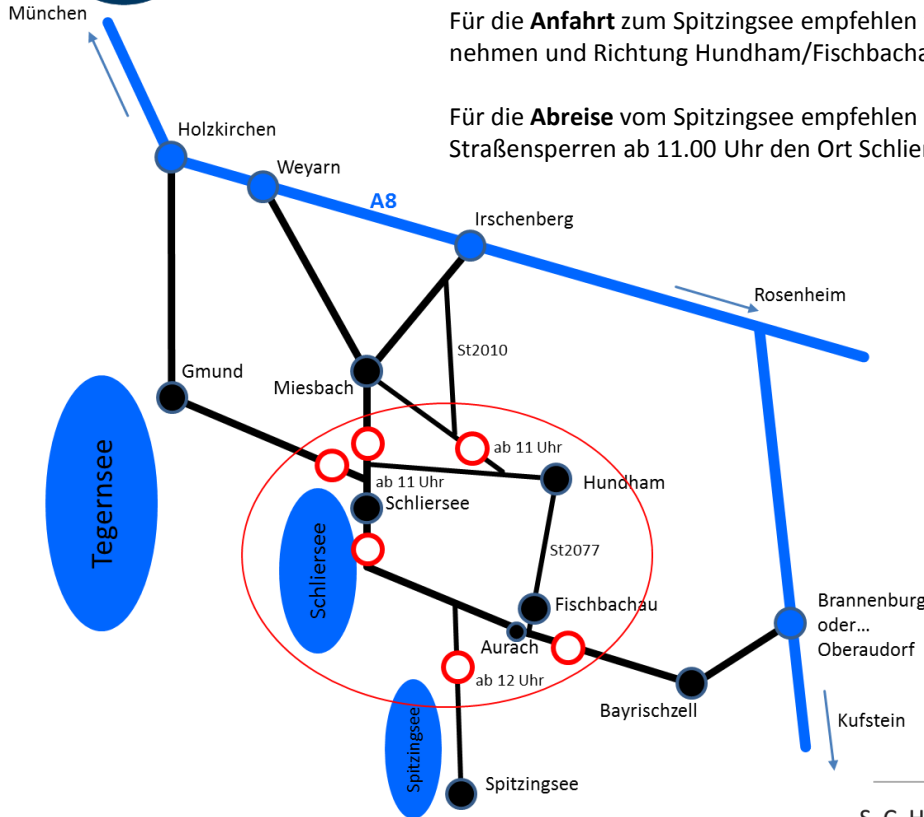 München
Für die Anfahrt zum Spitzingsee empfehlen
nehmen und Richtung Hundham/Fischbacha
Für die Abreise vom Spitzingsee empfehlen
Straßensperren ab 11.00 Uhr den Ort Schlier
Holzkirchen
Weyarn
A8
Irschenberg
Rosenheim
St2010
Gmund
Miesbach
ab 11 Uhr
ab 11 Uhr
Hundham
Schliersee
Tegernsee
Schliersee
St2077
Fischbachau
Aurach
Brannenburg
oder...
Oberaudorf
ab 12 Uhr
Bayrischzell
Kufstein
Spitzingsee
Spitzingsee